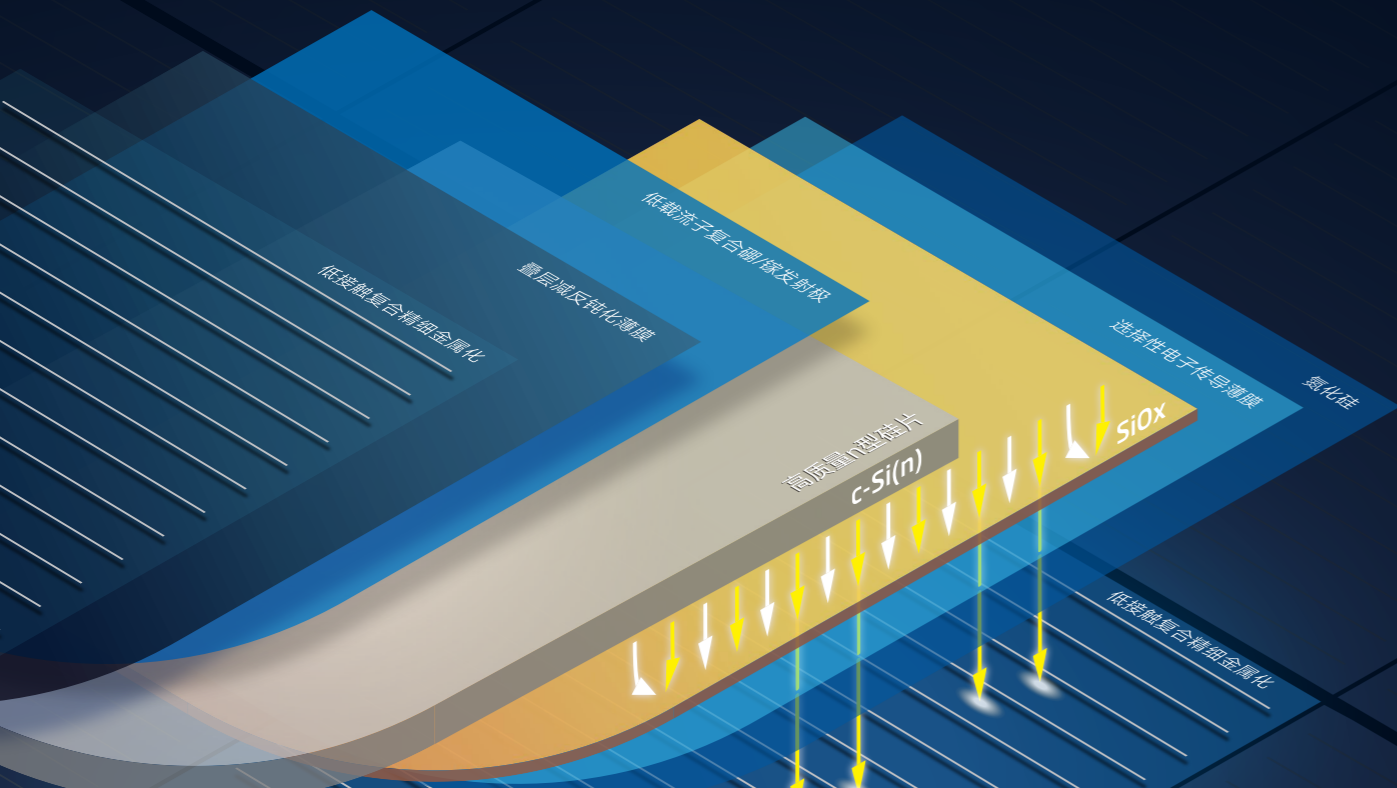 低接触复合精细金属化
叠层减反钝化薄膜
低载流子复合硼/镓发射极
高质量n型硅片
c-Si(n)
SiOx
选择性电子传导薄膜
氮化硅
低接触复合精细金属化